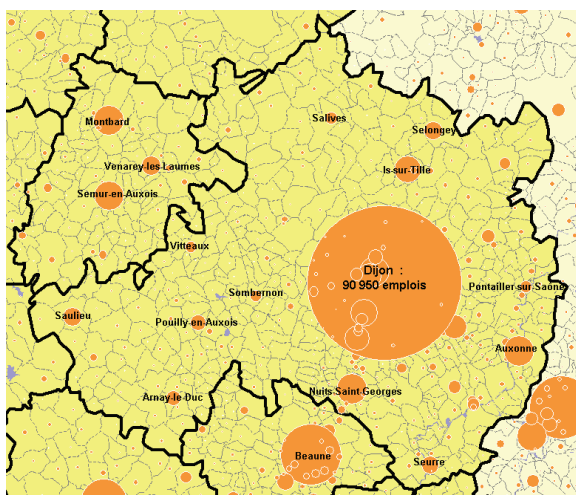 Salives
Montbard
Selongey
Venarey-les-Laumes
Is-sur-Tille
Semur-en-Auxois
Vitteaux
Dijon :
90 950 emplois
Pontailler-sur-Saône
Sombernon
Saulieu
Pouilly-en-Auxois
Auxonne
Nuits-Saint-Georges
Arnay-le-Duc
Beaune
Seurre